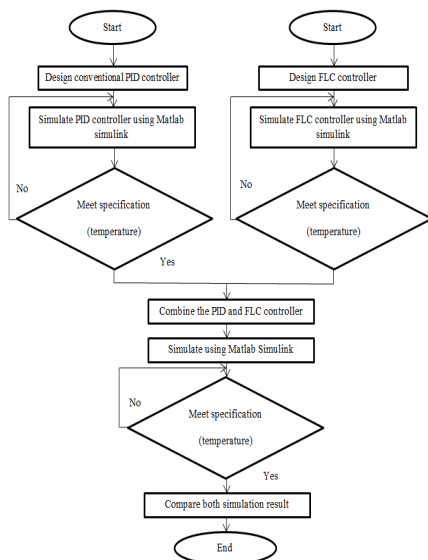 Start
Start
Design conventional PID controller
Design FLC controller
Simulate PID controller using Matlab
simulink
Simulate FLC controller using Matlab
simulink
No
No
Meet specification
(temperature)
Meet specification
(temperature)
Yes
Combine the PID and FLC controller
Simulate using Matlab Simulink
No
Meet specification
(temperature)
Yes
Compare both simulation result
End